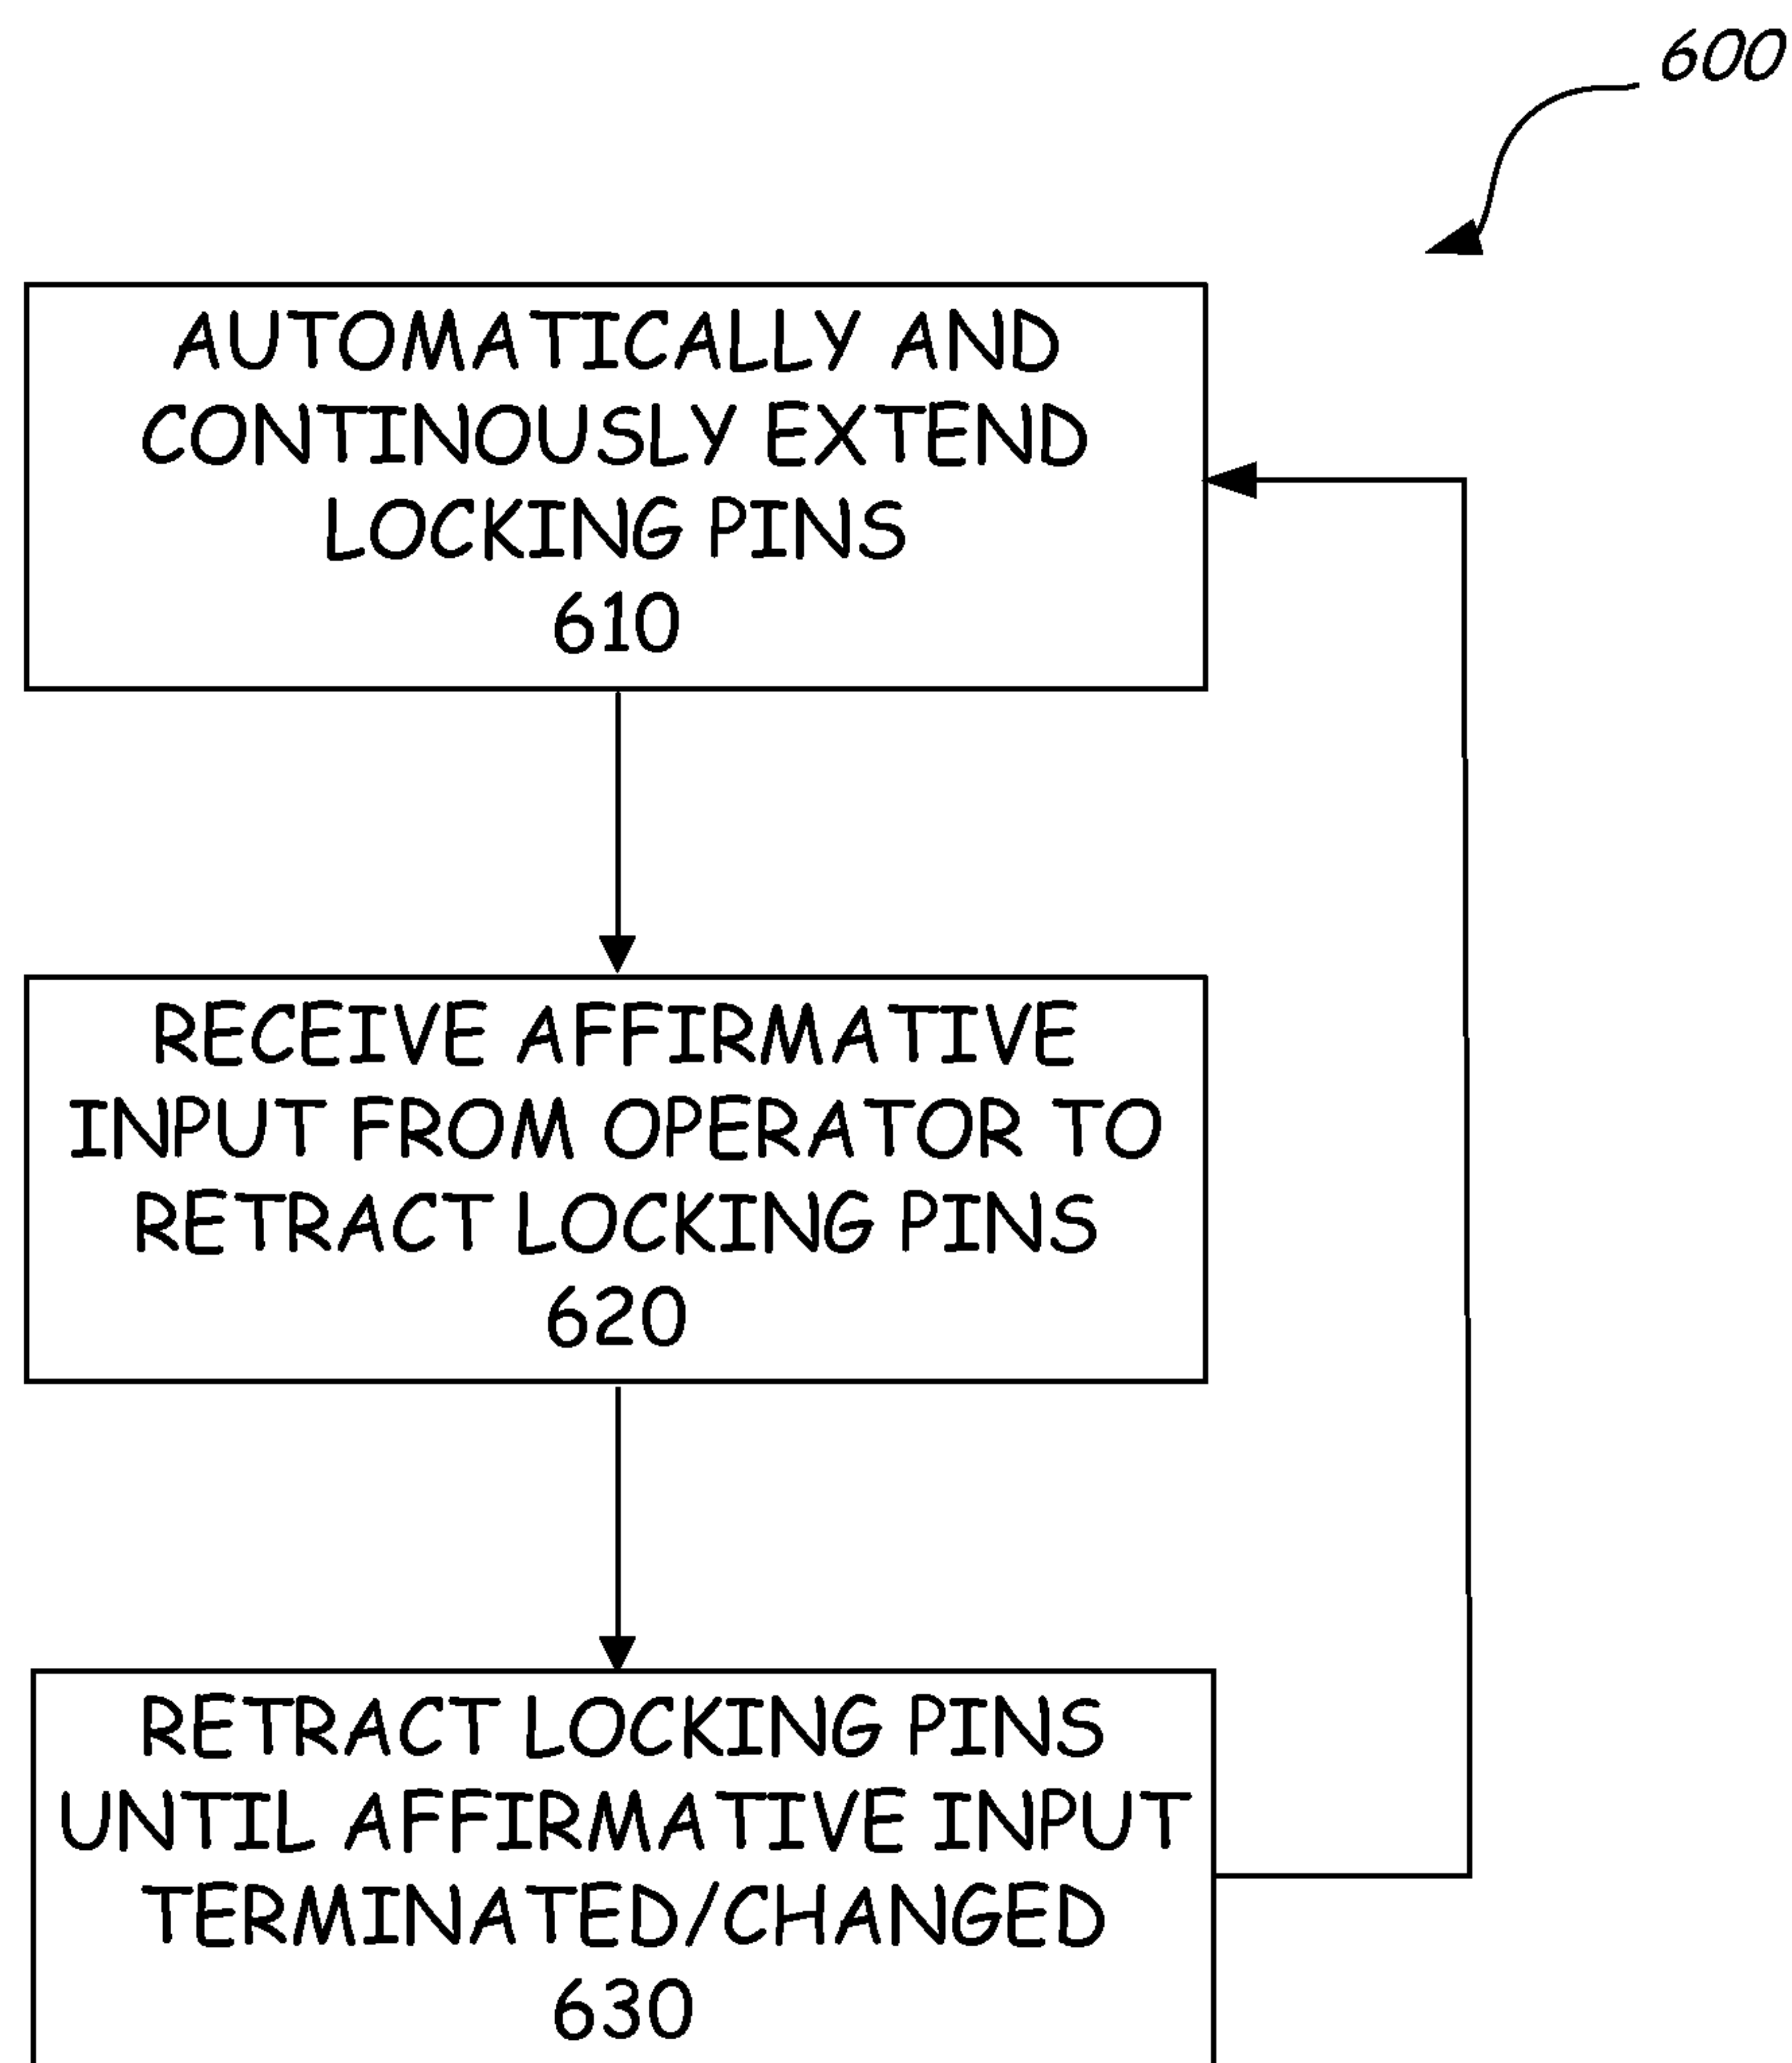 600
AUTOMATICALLY AND
CONTINOUSLY EXTEND
LOCKING PINS
610
RECEIVE AFFIRMATIVE
INPUT FROM OPERATOR TO
RETRACT LOCKING PINS
620
RETRACT LOCKING PINS
UNTIL AFFIRMATIVE INPUT
TERMINATED/CHANGED
630